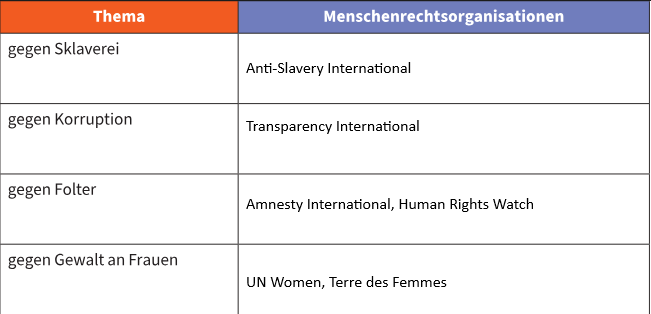 Thema Menschenrechtsorganisationen
gegen Sklaverei
Anti-Slavery International
gegen Korruption
Transparency International
gegen Folter
Amnesty International, Human Rights Watch
gegen Gewalt an Frauen
UN Women, Terre des Femmes